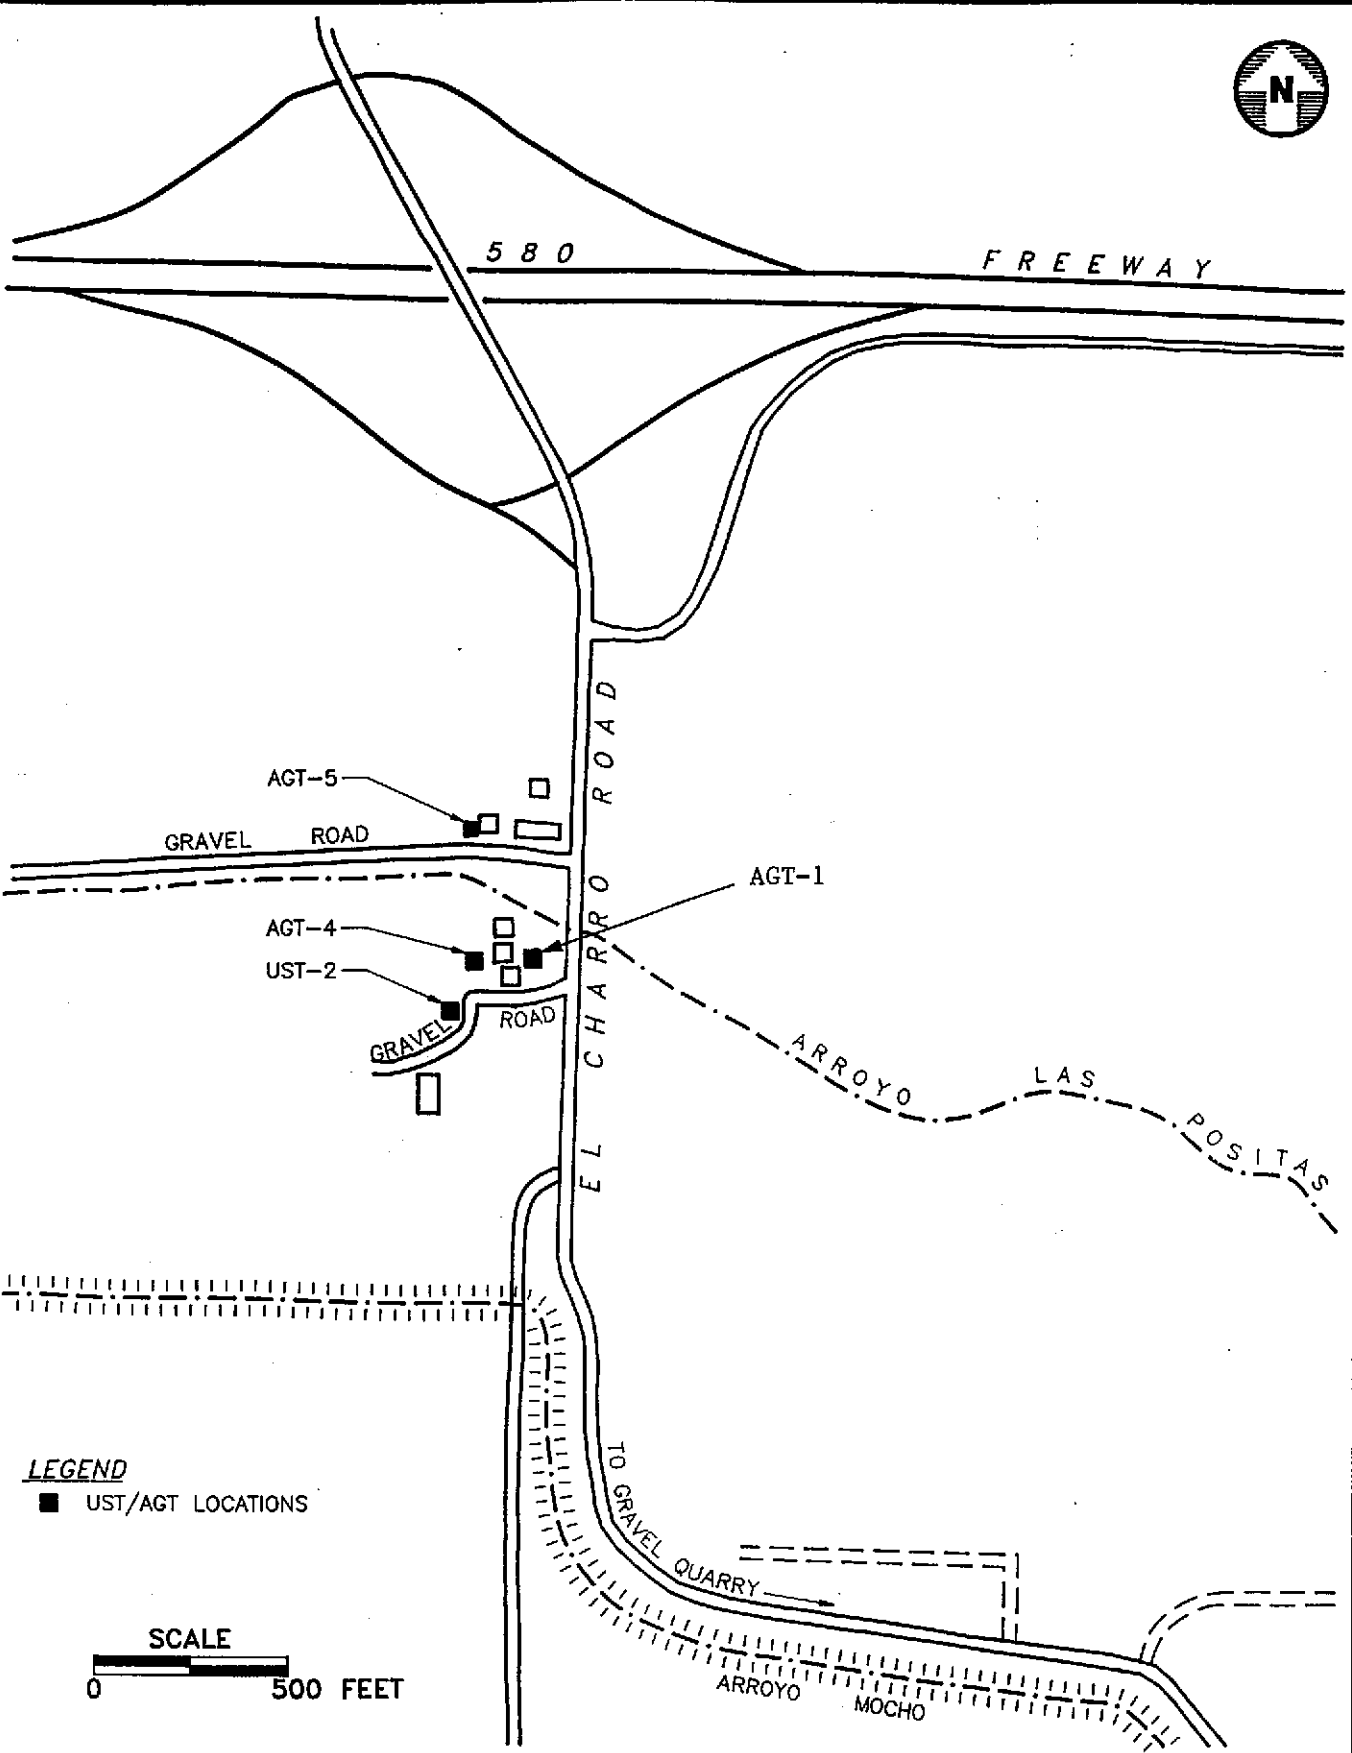 N
580 FREEWAY
EL CHARRO ROAD
AGT-5
GRAVEL ROAD
AGT-1
AGT-4
UST-2
GRAVEL ROAD
ARROYO LAS POSITAS
LEGEND
UST/AGT LOCATIONS
TO GRAVEL QUARRY
SCALE
0 500 FEET
ARROYO MOCHO